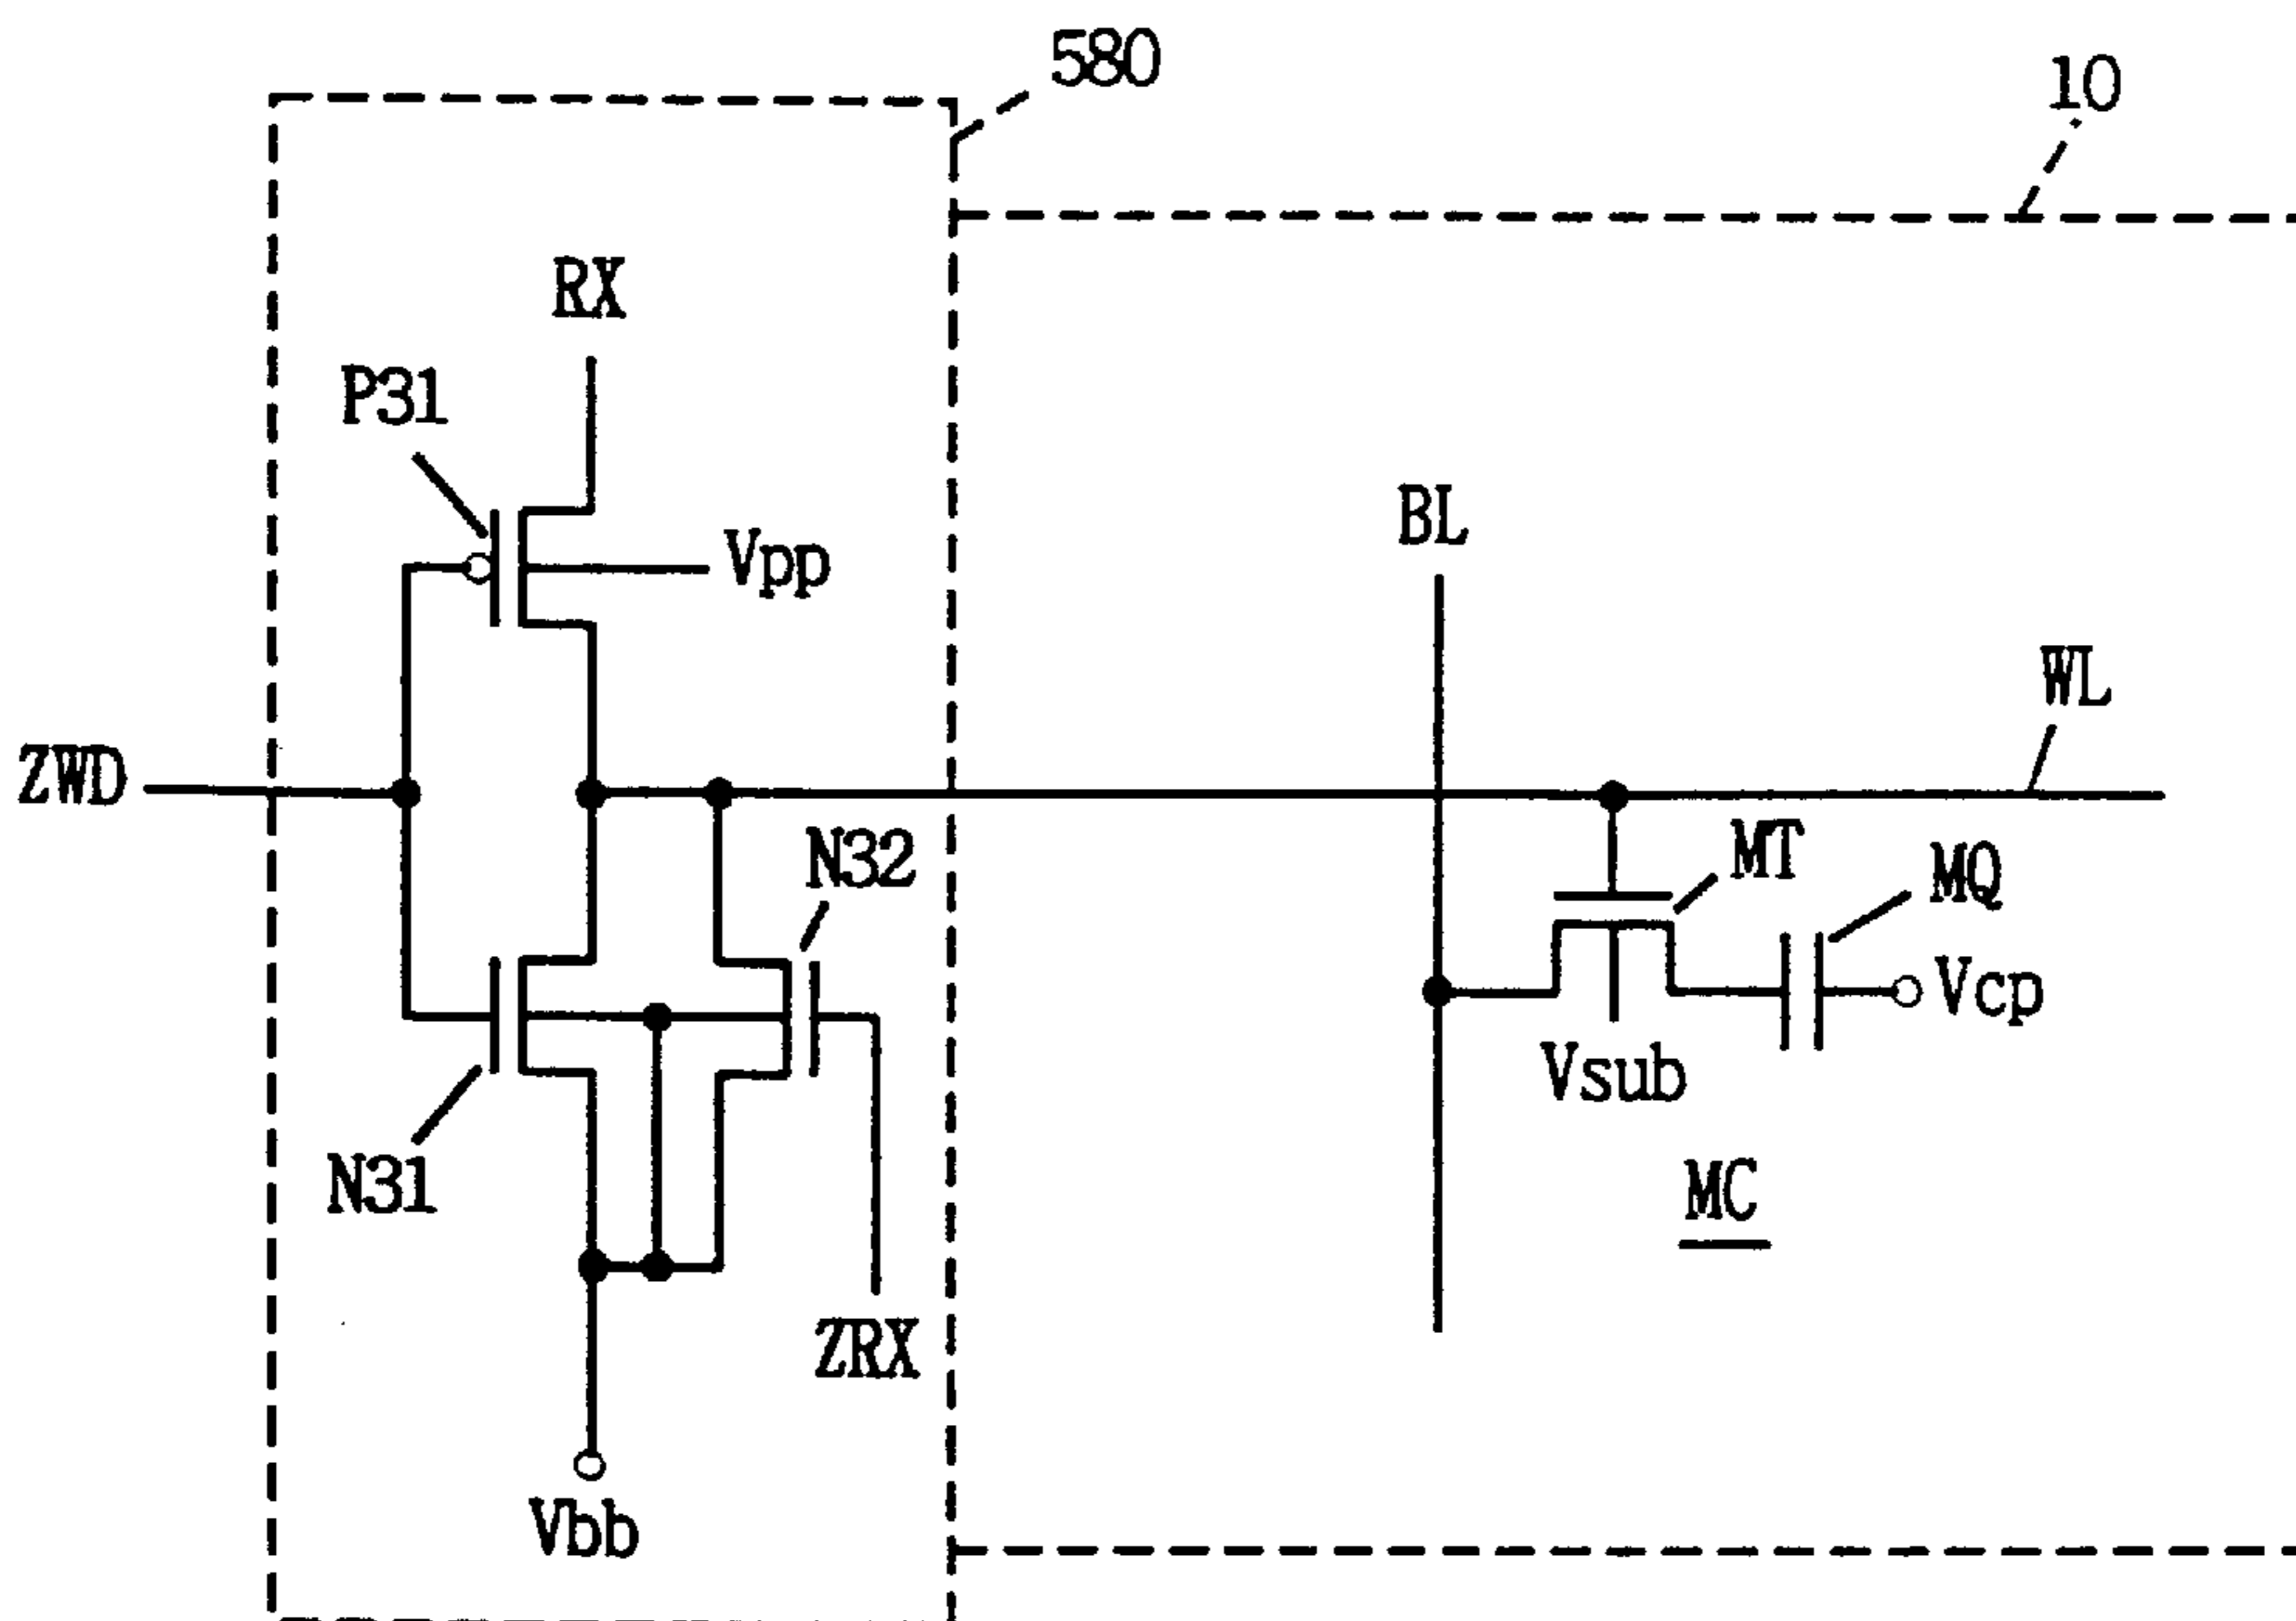 580
10
RX
P31
Vpp
BL
WL
ZWD
N32
MT
MQ
Vcp
Vsub
N31
MC
ZRX
Vbb